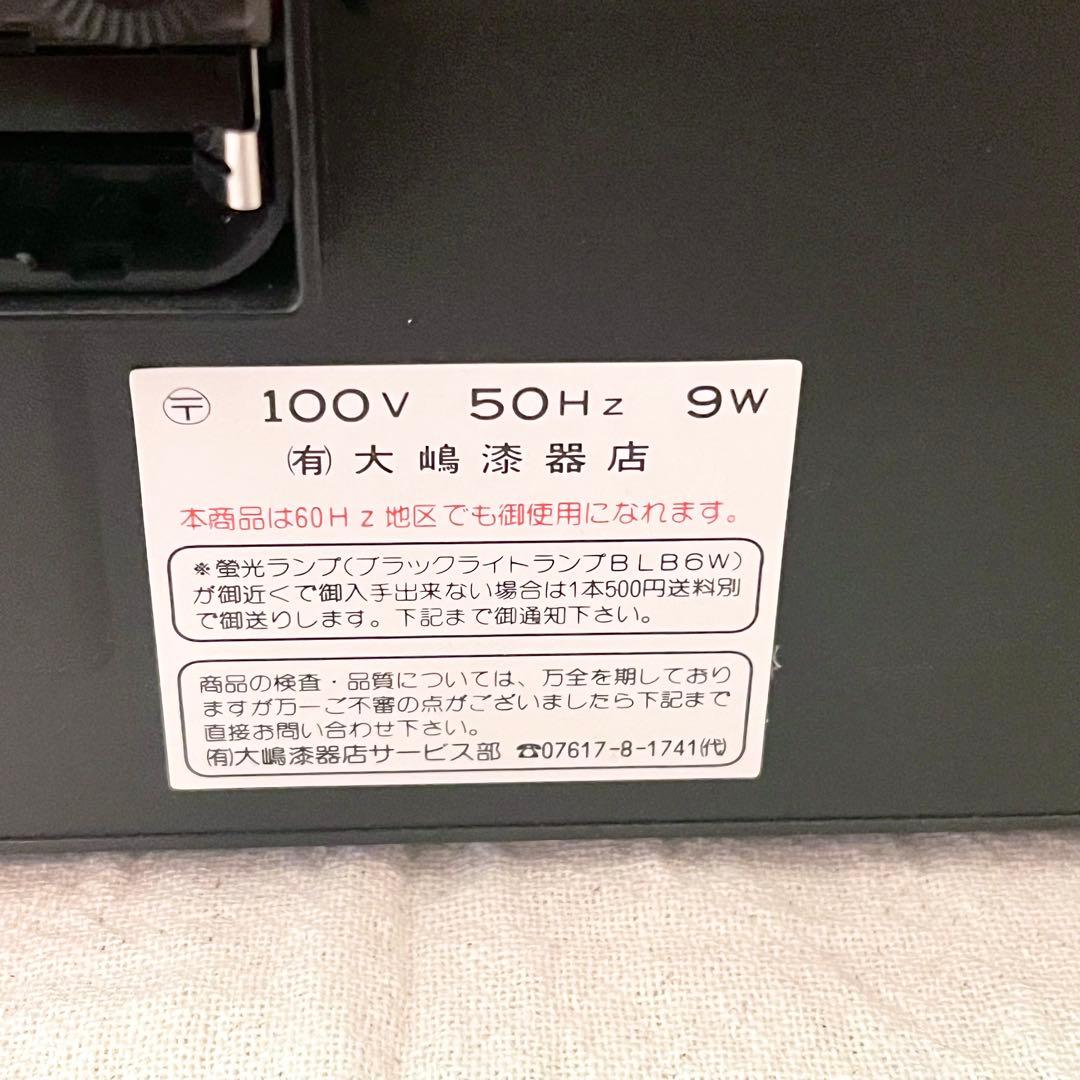 〒 100V 50Hz 9W
㈲大嶋漆器店
本商品は60Hz地区でも御使用になれます。
※螢光ランプ(ブラックライトランプBLB6W)
が御近くで御入手出来ない場合は1本500円送料別
で御送りします。下記まで御通知下さい。
商品の検査・品質については、万全を期しており
ますが万一ご不審の点がございましたら下記まで
直接お問い合わせ下さい。
㈲大嶋漆器店サービス部 ☎07617-8-1741㈹